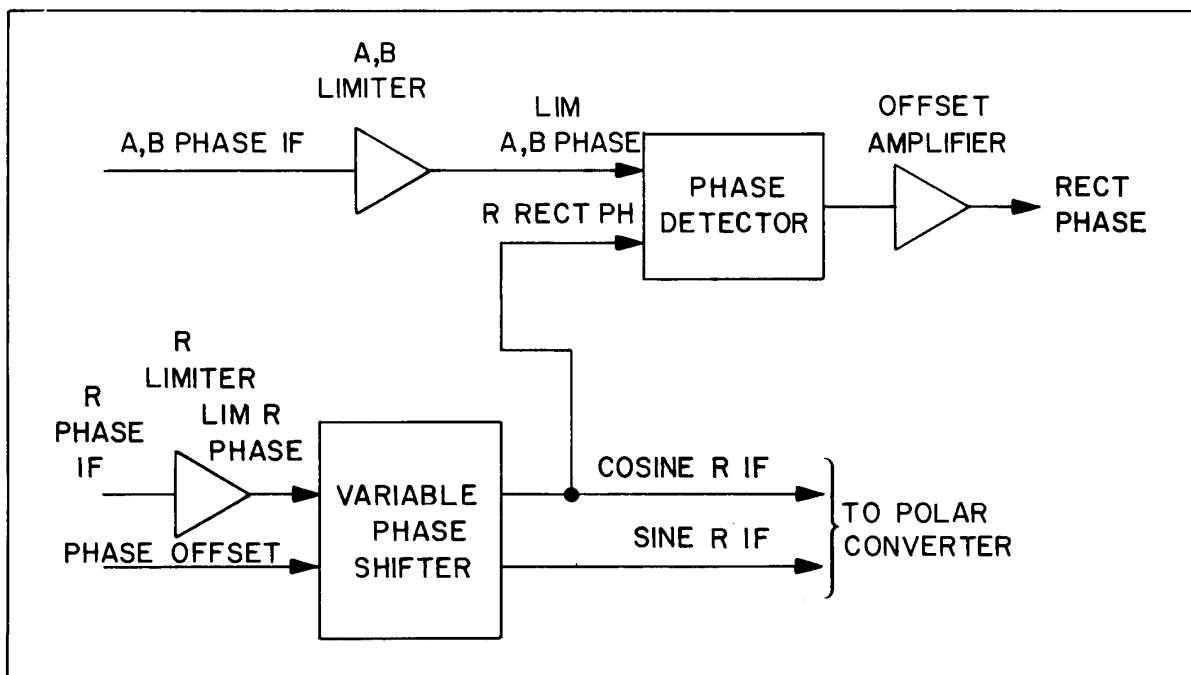 A,B
LIMITER
A,B PHASE IF
LIM
A,B PHASE
OFFSET
AMPLIFIER
R RECT PH
PHASE
DETECTOR
RECT
PHASE
R
LIMITER
R
PHASE
IF
LIM R
PHASE
PHASE OFFSET
VARIABLE
PHASE
SHIFTER
COSINE R IF
SINE R IF
TO POLAR
CONVERTER